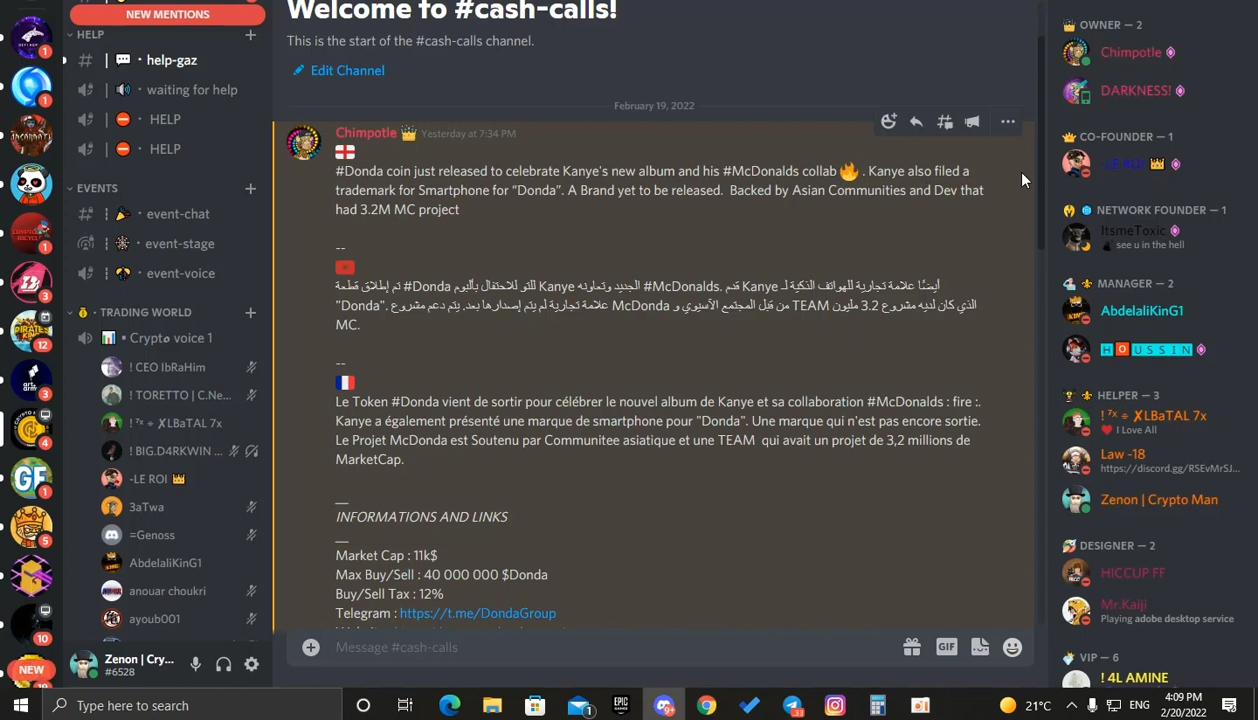 NEW MENTIONS
HELP
help-gaz
waiting for help
HELP
HELP
EVENTS
event-chat
event-stage
event-voice
TRADING WORLD
Crypto voice 1
! CEO IbRaHim
! TORETTO | C.Ne...
! ⁷ˣ ÷ ✗LBaTAL 7x
! BIG.D4RKWIN ...
-LE ROI 👑
3aTwa
=Genoss
AbdelaliKinG1
anouar choukri
ayoub001
Zenon | Cry...
#6528
Welcome to #cash-calls!
This is the start of the #cash-calls channel.
Edit Channel
February 19, 2022
Chimpotle Yesterday at 7:34 PM
#Donda coin just released to celebrate Kanye's new album and his #McDonalds collab 🔥 . Kanye also filed a
trademark for Smartphone for “Donda”. A Brand yet to be released.  Backed by Asian Communities and Dev that
had 3.2M MC project
--
تم إطلاق قطعة #Donda للتو للاحتفال بألبوم Kanye الجديد وتعاونه #McDonalds. قدم Kanye أيضًا علامة تجارية للهواتف الذكية لـ
"Donda". علامة تجارية لم يتم إصدارها بعد. يتم دعم مشروع McDonda من قبل المجتمع الآسيوي و TEAM الذي كان لديه مشروع 3.2 مليون
MC.
--
Le Token #Donda vient de sortir pour célébrer le nouvel album de Kanye et sa collaboration #McDonalds : fire :.
Kanye a également présenté une marque de smartphone pour "Donda". Une marque qui n'est pas encore sortie.
Le Projet McDonda est Soutenu par Communitee asiatique et une TEAM  qui avait un projet de 3,2 millions de
MarketCap.
__
INFORMATIONS AND LINKS
__
Market Cap : 11k$
Max Buy/Sell : 40 000 000 $Donda
Buy/Sell Tax : 12%
Telegram : https://t.me/DondaGroup
Message #cash-calls
GIF
OWNER — 2
Chimpotle
DARKNESS!
CO-FOUNDER — 1
-LE ROI 👑
NETWORK FOUNDER — 1
ItsmeToxic
see u in the hell
MANAGER — 2
AbdelaliKinG1
HOUSSIN
HELPER — 3
! ⁷ˣ ÷ ✗LBaTAL 7x
I Love All
Law -18
https://discord.gg/RSEvMrSJ...
Zenon | Crypto Man
DESIGNER — 2
HICCUP FF
Mr.Kaiji
Playing adobe desktop service
VIP — 6
! 4L AMINE
NEW
Type here to search
21°C
ENG
4:09 PM
2/20/2022